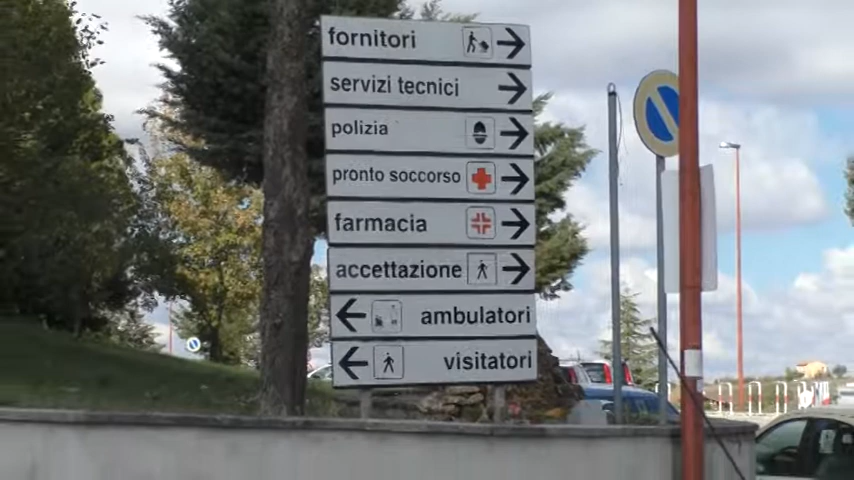 fornitori
servizi tecnici
polizia
pronto soccorso
farmacia
accettazione
ambulatori
visitatori